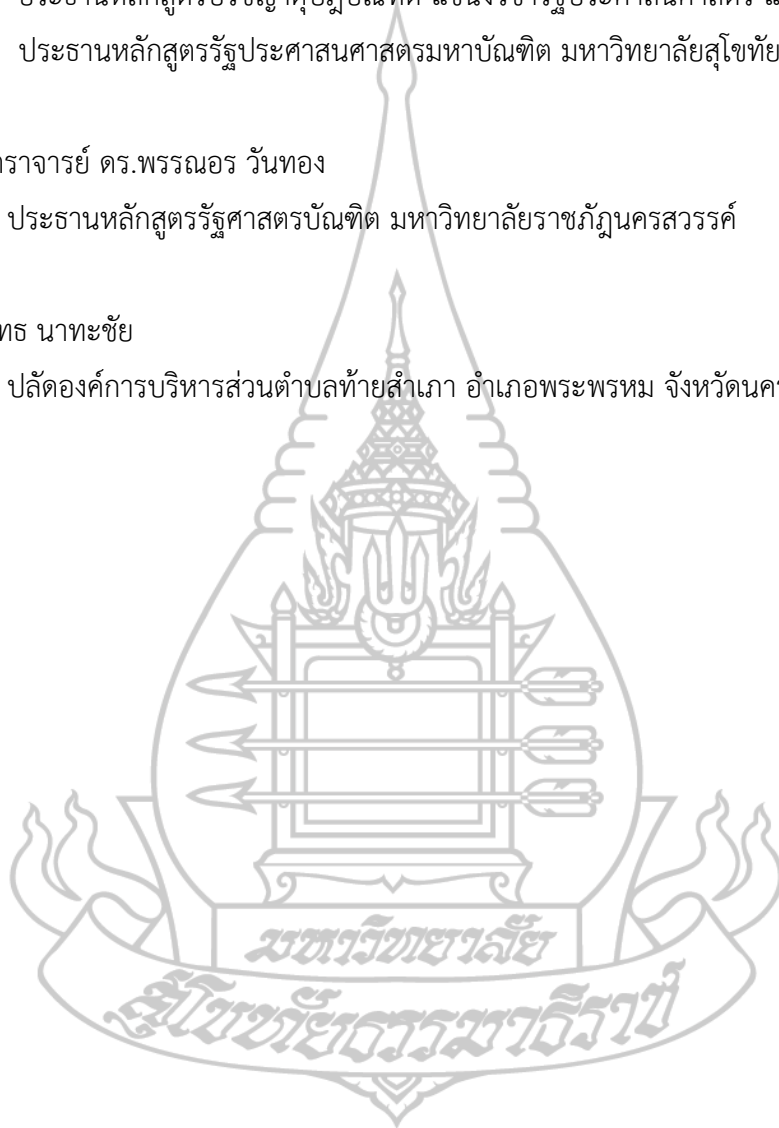 ประธานหลักสูตรรัฐประศาสนศาสตรมหาบัณฑิต มหาวิทยาลัยสุโขทัย
ราจารย์ ดร.พรรณอร วันทอง
ประธานหลักสูตรรัฐศาสตรบัณฑิต มหาวิทยาลัยราชภัฏนครสวรรค์
ทธ นาทะชัย
ปลัดองค์การบริหารส่วนตำบลท้ายสำเภา อำเภอพระพรหม จังหวัดนคร
มหาวิทยาลัย
สุโขทัยธรรมาธิราช